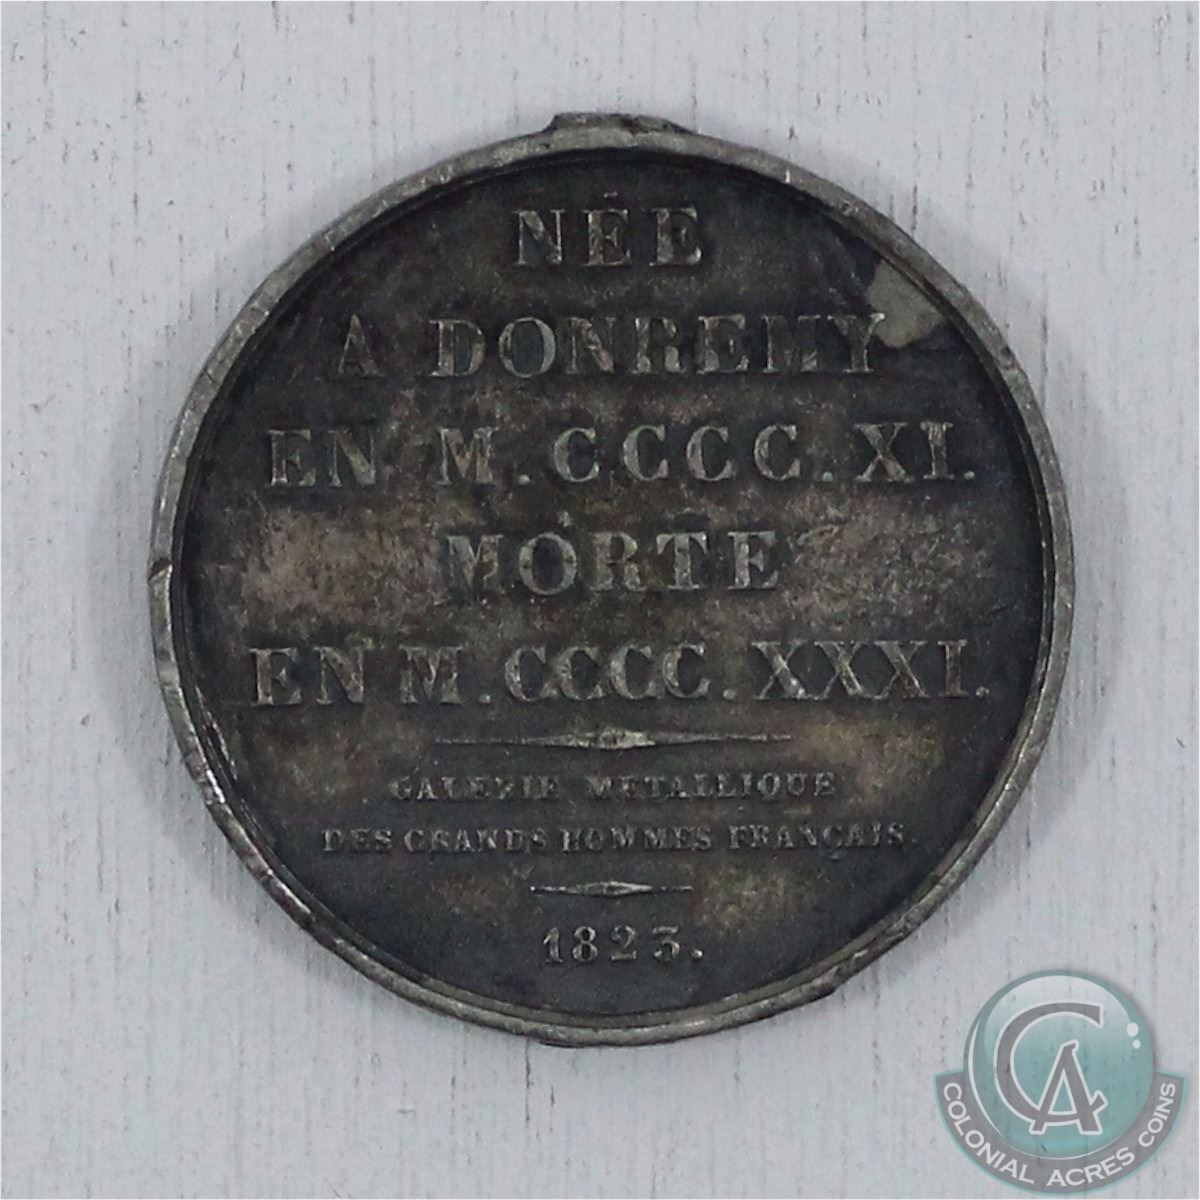 NÉE
A DONREMY
EN M. CCCC. XI.
MORTE
EN M. CCCC. XXXI.
GALERIE METALLIQUE
DES GRANDS HOMMES FRANÇAIS.
1823.
CA
COLONIAL ACRES COINS